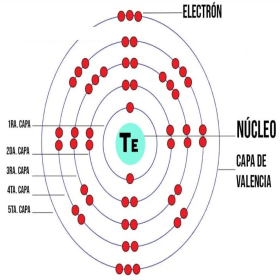 ELECTRÓN
1RA. CAPA
TE
NÚCLEO
2DA. CAPA
3RA. CAPA
4TA. CAPA
5TA. CAPA
CAPA DE
VALENCIA